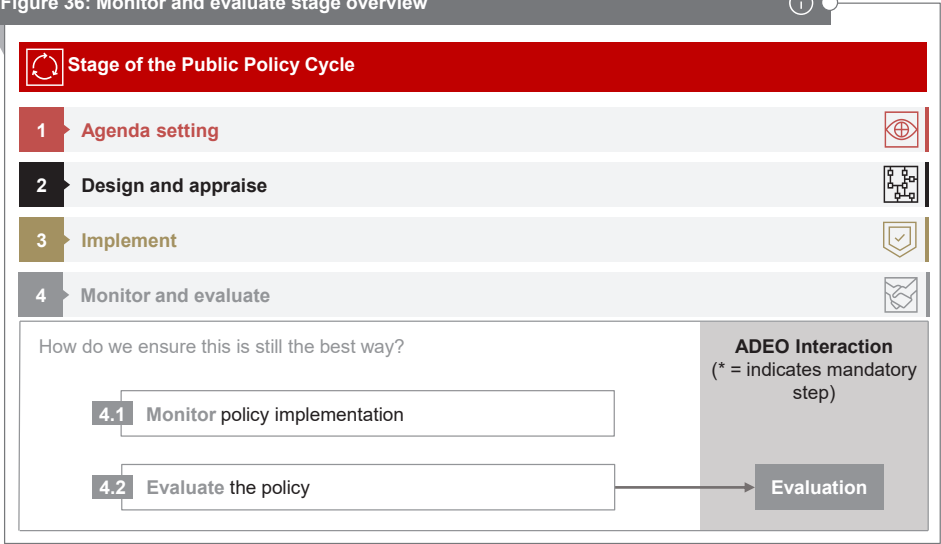 Figure 36: Monitor and evaluate stage overview
Stage of the Public Policy Cycle
1 Agenda setting
2 Design and appraise
3 Implement
4 Monitor and evaluate
How do we ensure this is still the best way?
ADEO Interaction
(* = indicates mandatory
step)
4.1 Monitor policy implementation
4.2 Evaluate the policy
Evaluation